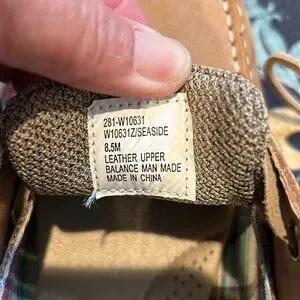 281-W10631
W10631Z/SEASIDE
8.5M
LEATHER UPPER
BALANCE MAN MADE
MADE IN CHINA